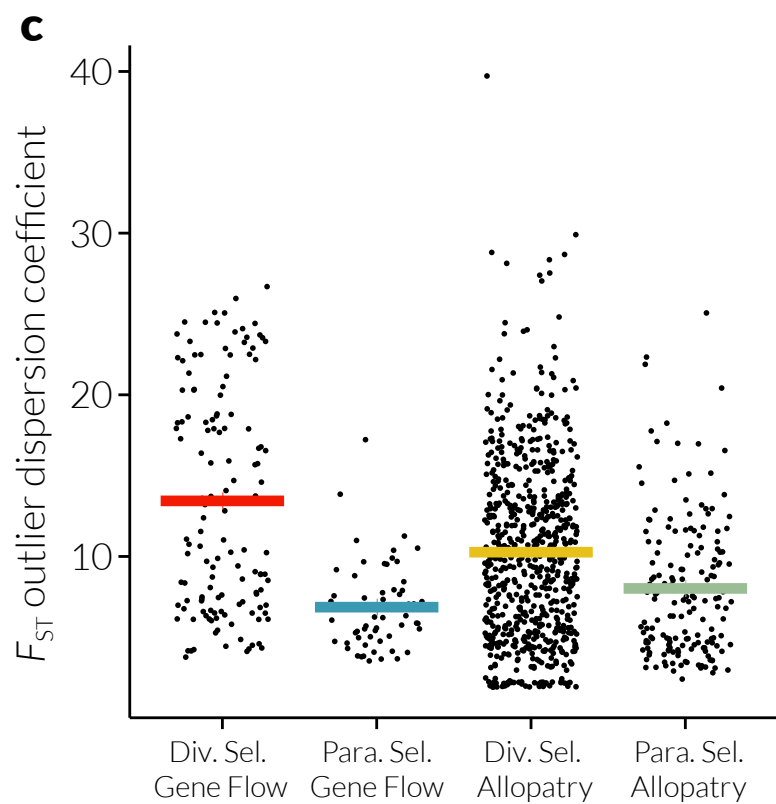 c
F_ST outlier dispersion coefficient
40
30
20
10
Div. Sel.
Gene Flow
Para. Sel.
Gene Flow
Div. Sel.
Allopatry
Para. Sel.
Allopatry